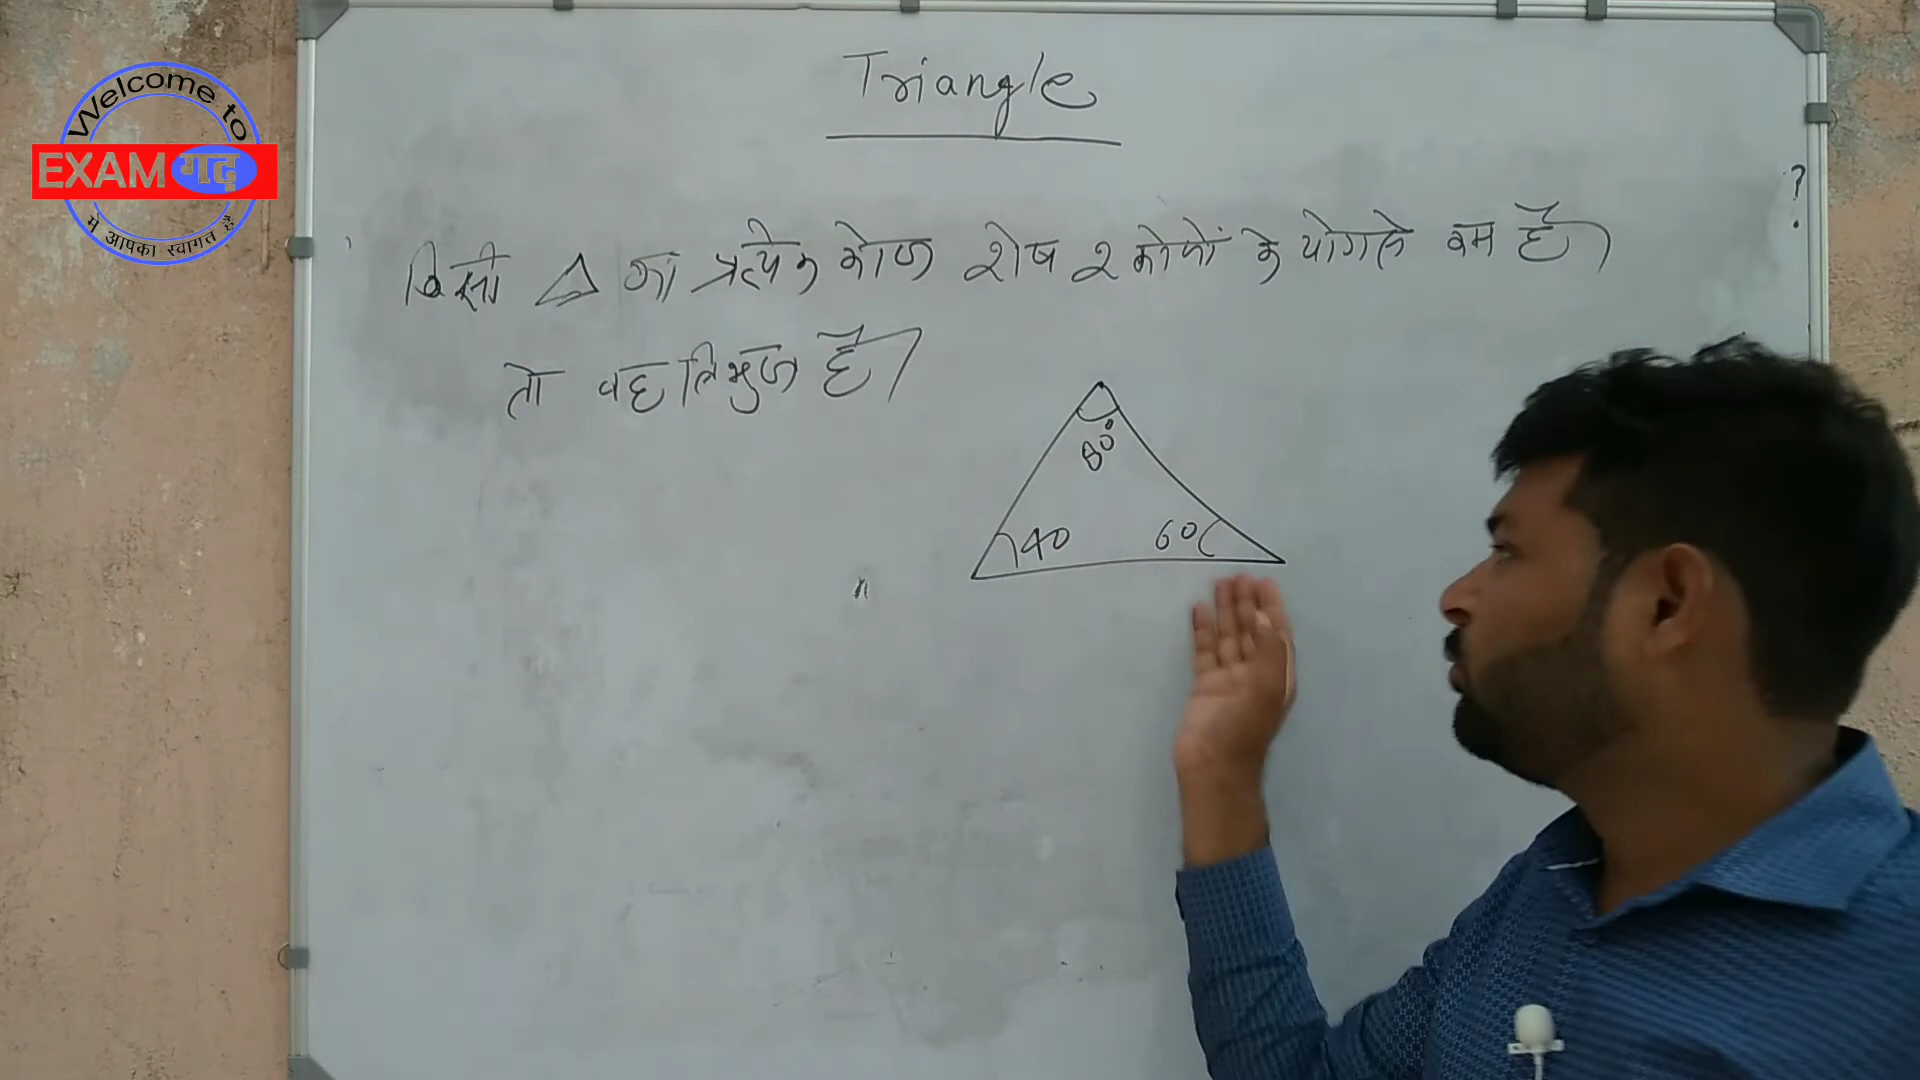 Welcome to
EXAM गढ़
में आपका स्वागत है
Triangle
?
किसी △ का प्रत्येक कोण शेष 2 कोणों के योग से कम है।
तो वह त्रिभुज है।
80°
40 60